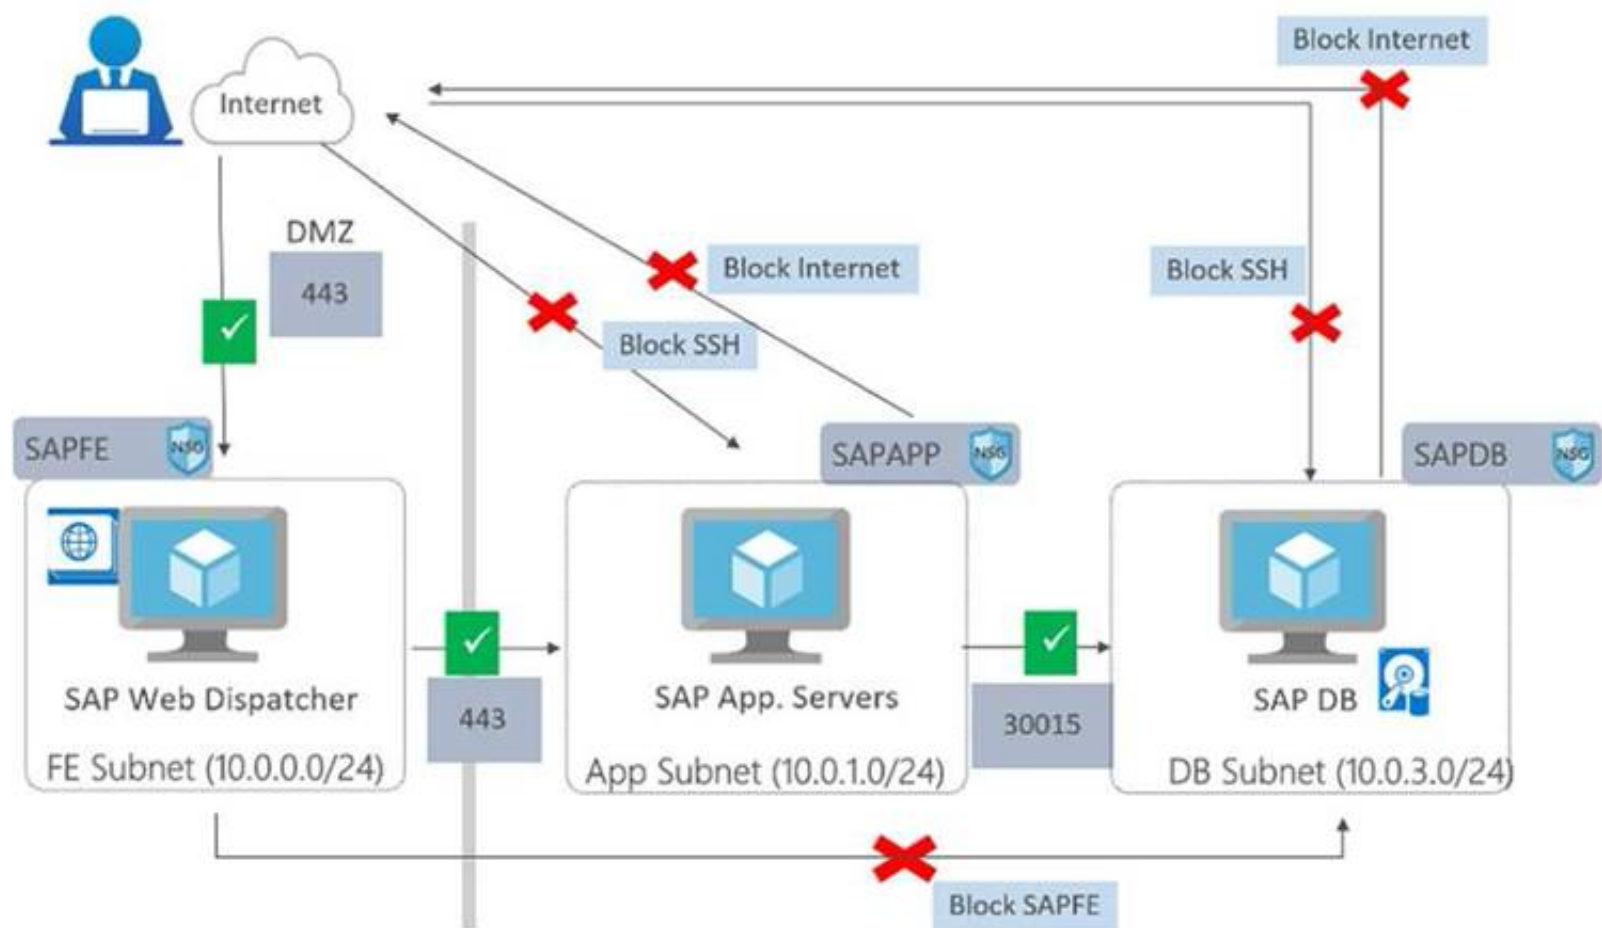 Block Internet
Internet
DMZ
443
Block Internet
Block SSH
Block SSH
SAPFE
NSG
SAPAPP
NSG
SAPDB
NSG
SAP Web Dispatcher
FE Subnet (10.0.0.0/24)
443
SAP App. Servers
App Subnet (10.0.1.0/24)
30015
SAP DB
DB Subnet (10.0.3.0/24)
Block SAPFE